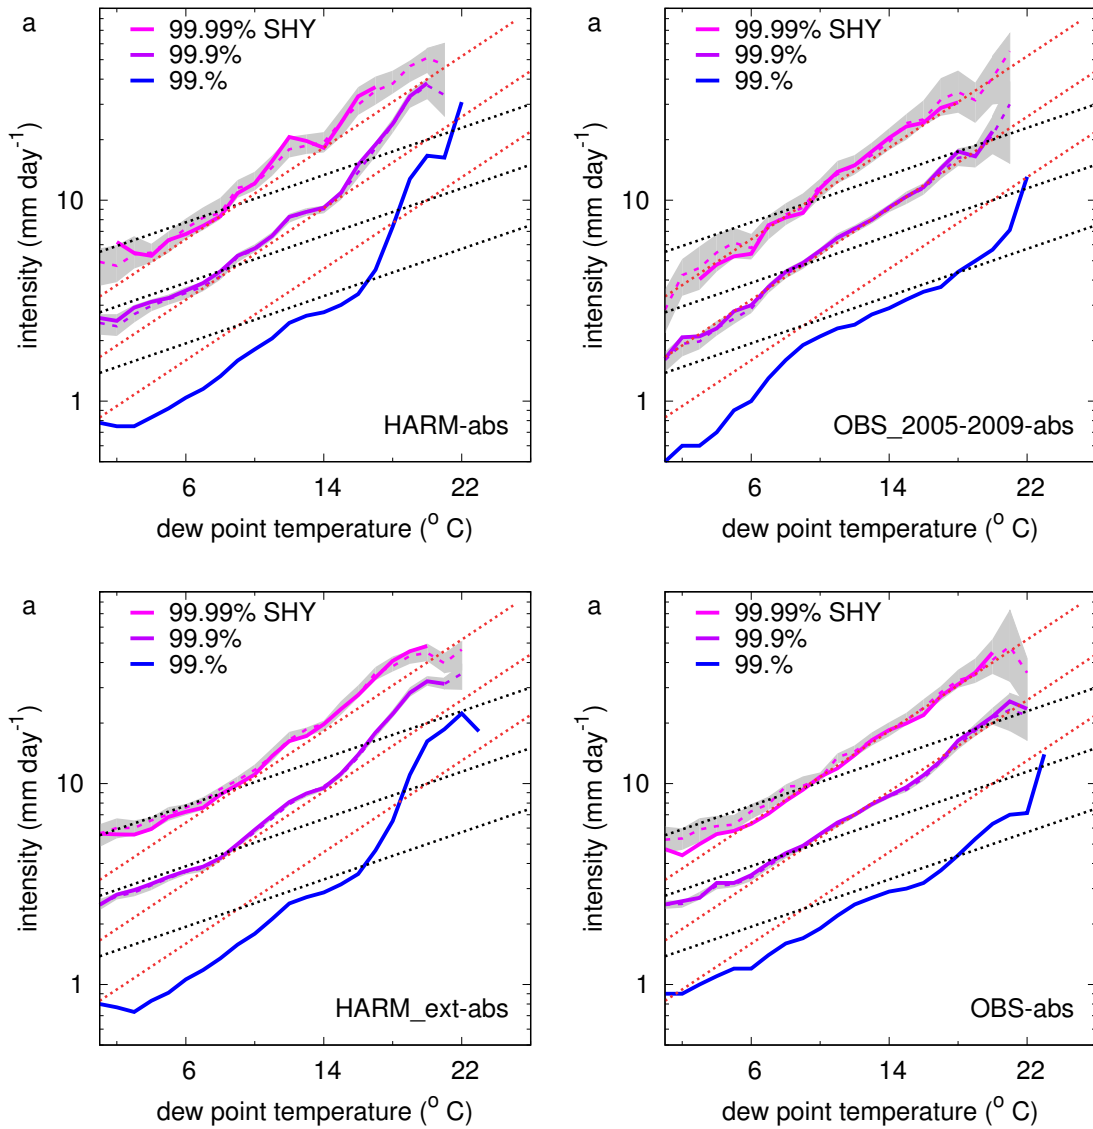 a
99.99% SHY
99.9%
99.%
10
1
intensity (mm day⁻¹)
HARM-abs
6 14 22
dew point temperature (° C)
a
99.99% SHY
99.9%
99.%
10
1
intensity (mm day⁻¹)
OBS_2005-2009-abs
6 14 22
dew point temperature (° C)
a
99.99% SHY
99.9%
99.%
10
1
intensity (mm day⁻¹)
HARM_ext-abs
6 14 22
dew point temperature (° C)
a
99.99% SHY
99.9%
99.%
10
1
intensity (mm day⁻¹)
OBS-abs
6 14 22
dew point temperature (° C)